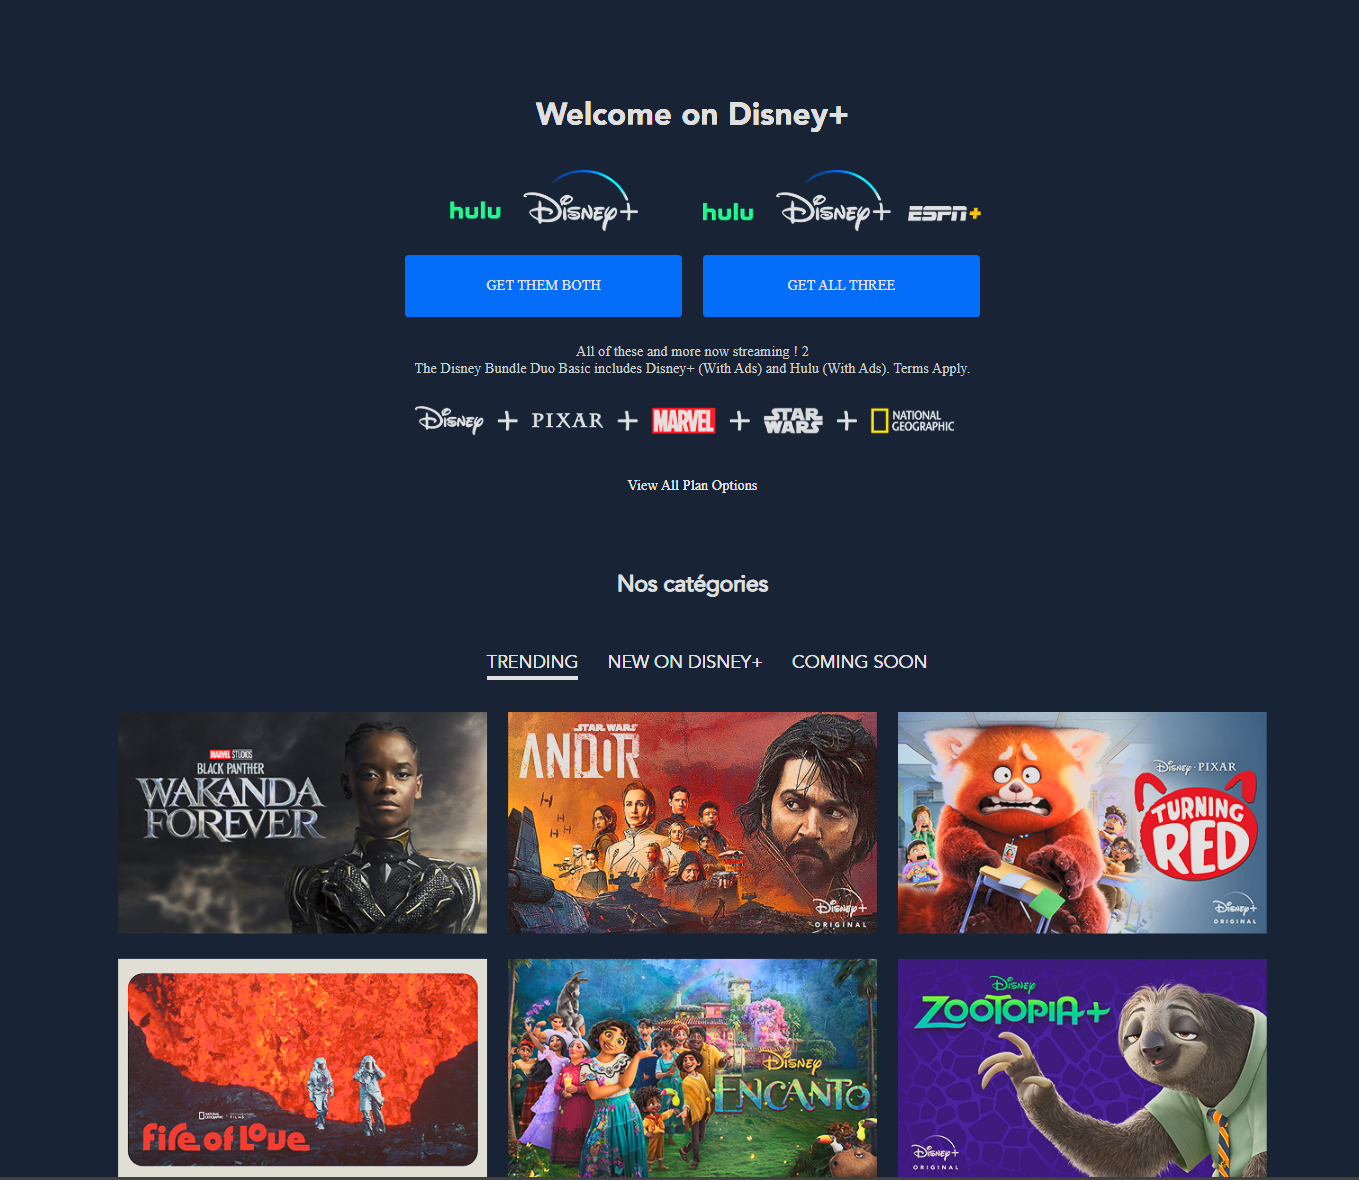 Welcome on Disney+
hulu Disney+
hulu Disney+ ESPN+
GET THEM BOTH
GET ALL THREE
All of these and more now streaming ! 2
The Disney Bundle Duo Basic includes Disney+ (With Ads) and Hulu (With Ads). Terms Apply.
Disney + PIXAR + MARVEL + STAR WARS + NATIONAL GEOGRAPHIC
View All Plan Options
Nos catégories
TRENDING NEW ON DISNEY+ COMING SOON
MARVEL STUDIOS
BLACK PANTHER
WAKANDA
FOREVER
STAR WARS
ANDOR
Disney+
ORIGINAL
Disney · PIXAR
TURNING
RED
Disney+
ORIGINAL
NATIONAL GEOGRAPHIC
Fire of Love
Disney
ENCANTO
Disney
ZOOTOPIA+
Disney+
ORIGINAL